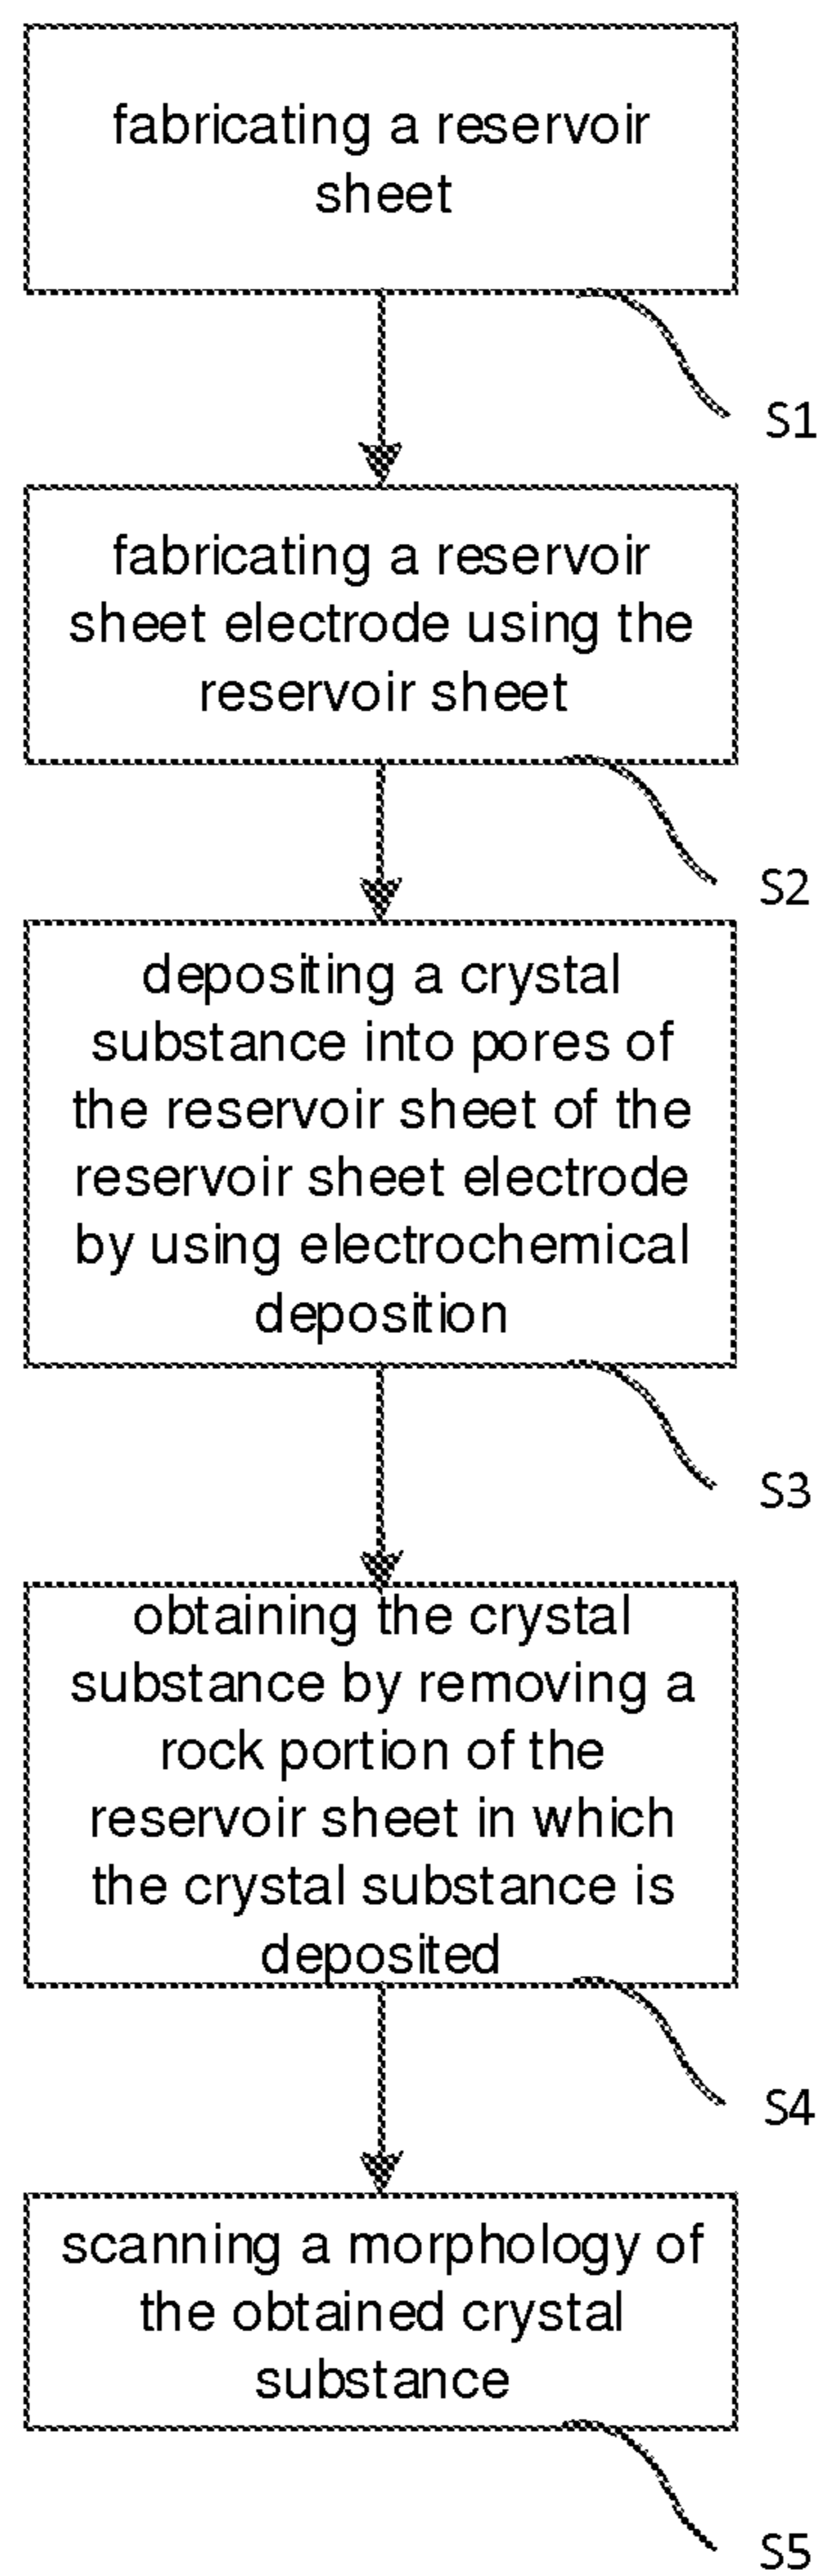 fabricating a reservoir
sheet
S1
fabricating a reservoir
sheet electrode using the
reservoir sheet
S2
depositing a crystal
substance into pores of
the reservoir sheet of the
reservoir sheet electrode
by using electrochemical
deposition
S3
obtaining the crystal
substance by removing a
rock portion of the
reservoir sheet in which
the crystal substance is
deposited
S4
scanning a morphology of
the obtained crystal
substance
S5